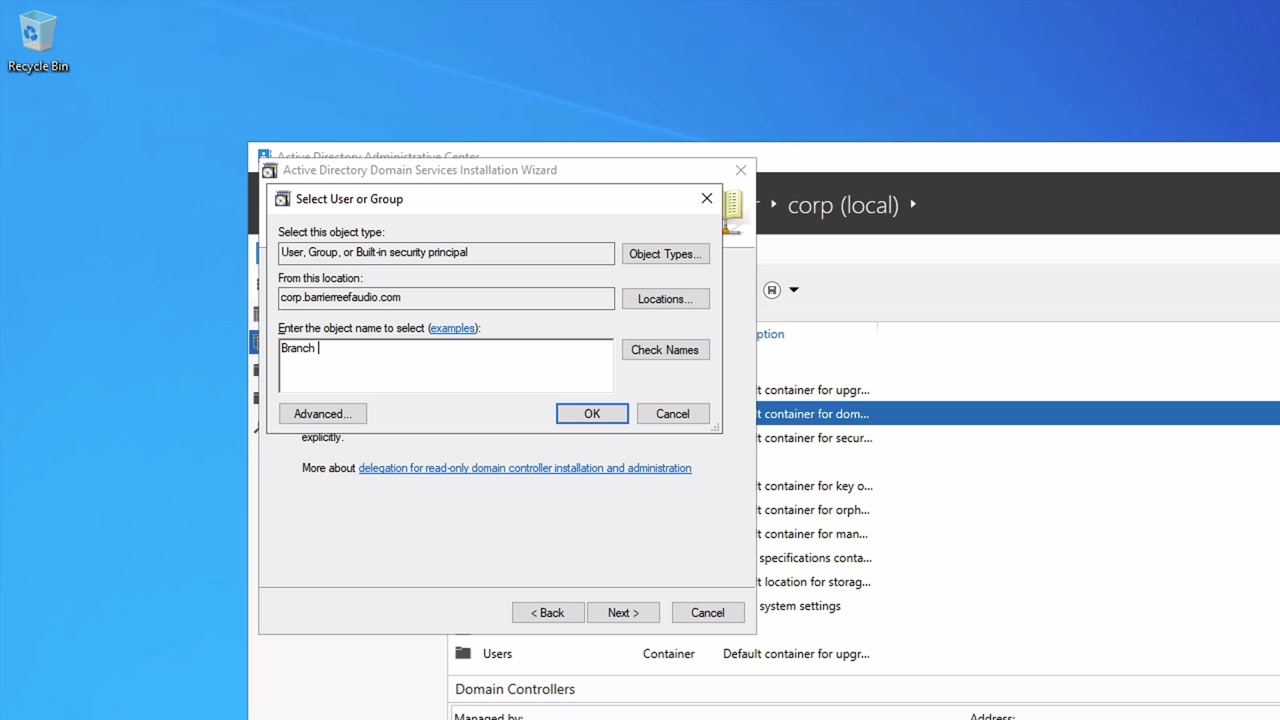 Recycle Bin
Active Directory Administrative Center
Active Directory Domain Services Installation Wizard
corp (local)
Select User or Group
Select this object type:
User, Group, or Built-in security principal
Object Types...
From this location:
corp.barrierreefaudio.com
Locations...
Enter the object name to select (examples):
Branch
Check Names
Advanced...
OK
Cancel
explicitly.
More about delegation for read-only domain controller installation and administration
< Back
Next >
Cancel
ption
t container for upgr...
t container for dom...
t container for secur...
t container for key o...
t container for orph...
t container for man...
specifications conta...
t location for storag...
system settings
Users Container Default container for upgr...
Domain Controllers
Managed by: Address: